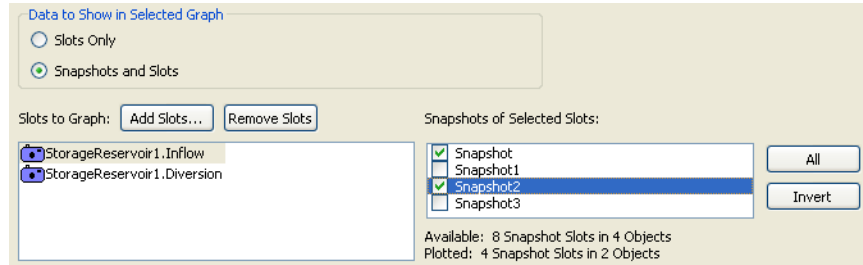 Data to Show in Selected Graph
Slots Only
Snapshots and Slots
Slots to Graph: Add Slots... Remove Slots
Snapshots of Selected Slots:
StorageReservoir1.Inflow
StorageReservoir1.Diversion
Snapshot
Snapshot1
Snapshot2
Snapshot3
All
Invert
Available: 8 Snapshot Slots in 4 Objects
Plotted: 4 Snapshot Slots in 2 Objects